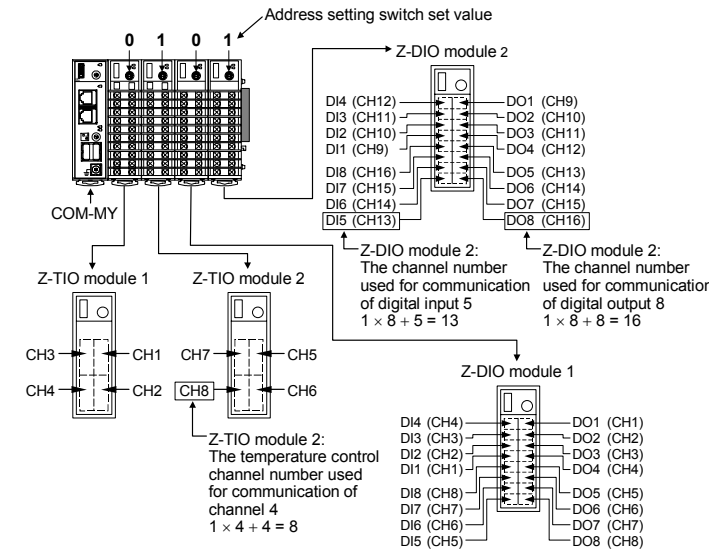 Address setting switch set value
0 1 0 1
Z-DIO module 2
DI4 (CH12) DO1 (CH9)
DI3 (CH11) DO2 (CH10)
DI2 (CH10) DO3 (CH11)
DI1 (CH9) DO4 (CH12)
DI8 (CH16) DO5 (CH13)
DI7 (CH15) DO6 (CH14)
DI6 (CH14) DO7 (CH15)
DI5 (CH13) DO8 (CH16)
COM-MY
Z-DIO module 2:
The channel number
used for communication
of digital input 5
1 × 8 + 5 = 13
Z-DIO module 2:
The channel number
used for communication
of digital output 8
1 × 8 + 8 = 16
Z-TIO module 1
CH3 CH1
CH4 CH2
Z-TIO module 2
CH7 CH5
CH8 CH6
Z-TIO module 2:
The temperature control
channel number used
for communication of
channel 4
1 × 4 + 4 = 8
Z-DIO module 1
DI4 (CH4) DO1 (CH1)
DI3 (CH3) DO2 (CH2)
DI2 (CH2) DO3 (CH3)
DI1 (CH1) DO4 (CH4)
DI8 (CH8) DO5 (CH5)
DI7 (CH7) DO6 (CH6)
DI6 (CH6) DO7 (CH7)
DI5 (CH5) DO8 (CH8)